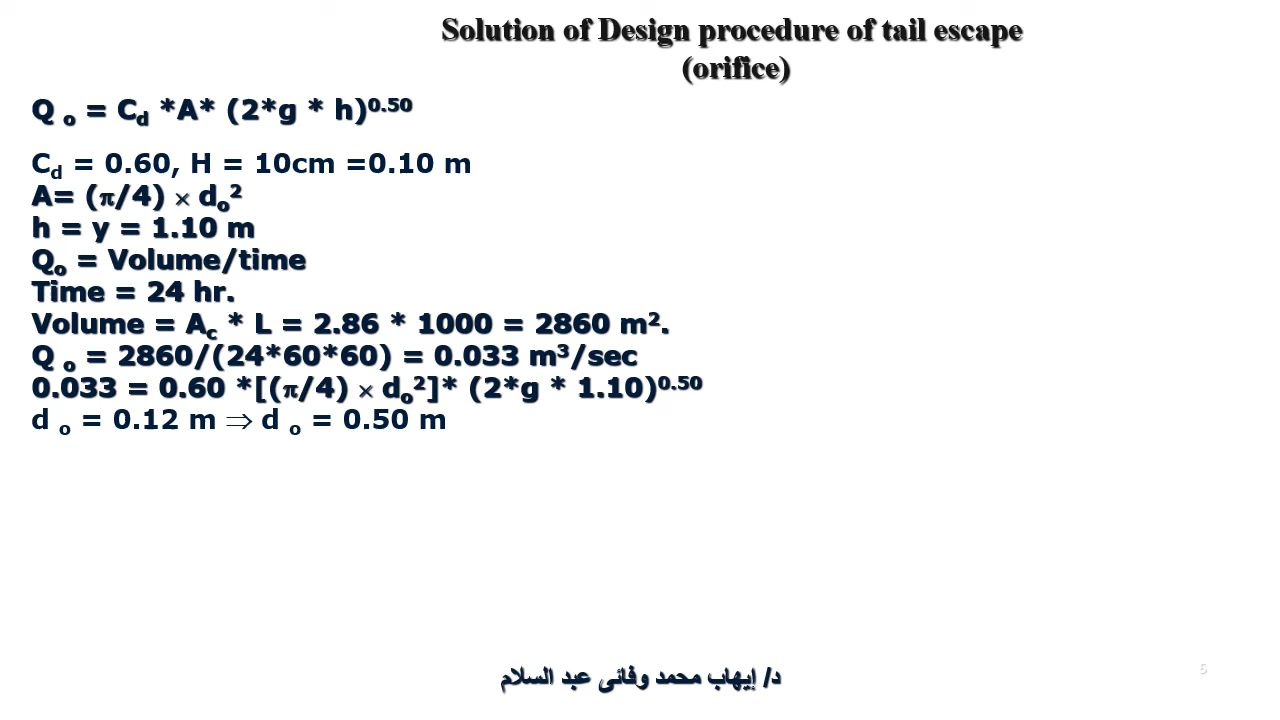 Solution of Design procedure of tail escape
(orifice)
Q ₒ = C_d *A* (2*g * h)^0.50
C_d = 0.60, H = 10cm =0.10 m
A= (π/4) × dₒ²
h = y = 1.10 m
Qₒ = Volume/time
Time = 24 hr.
Volume = A_c * L = 2.86 * 1000 = 2860 m².
Q ₒ = 2860/(24*60*60) = 0.033 m³/sec
0.033 = 0.60 *[(π/4) × dₒ²]* (2*g * 1.10)^0.50
d ₒ = 0.12 m ⇒ d ₒ = 0.50 m
د/ إيهاب محمد وفائى عبد السلام
5